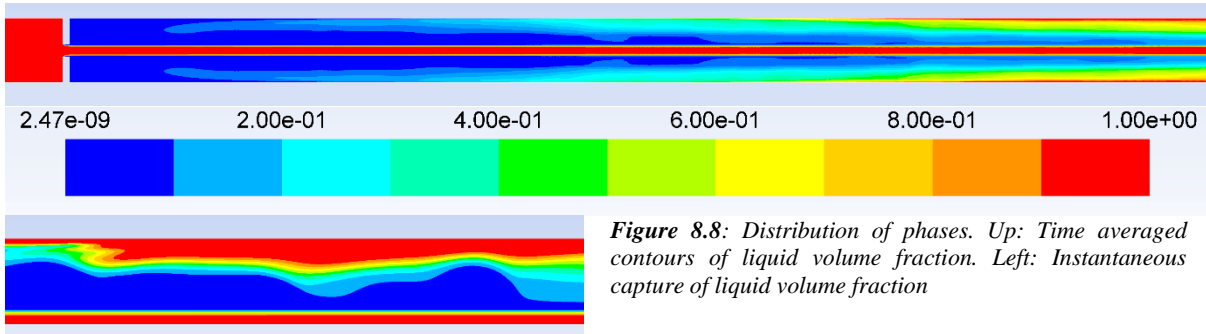 2.47e-09 2.00e-01 4.00e-01 6.00e-01 8.00e-01 1.00e+00
Figure 8.8: Distribution of phases. Up: Time averaged
contours of liquid volume fraction. Left: Instantaneous
capture of liquid volume fraction